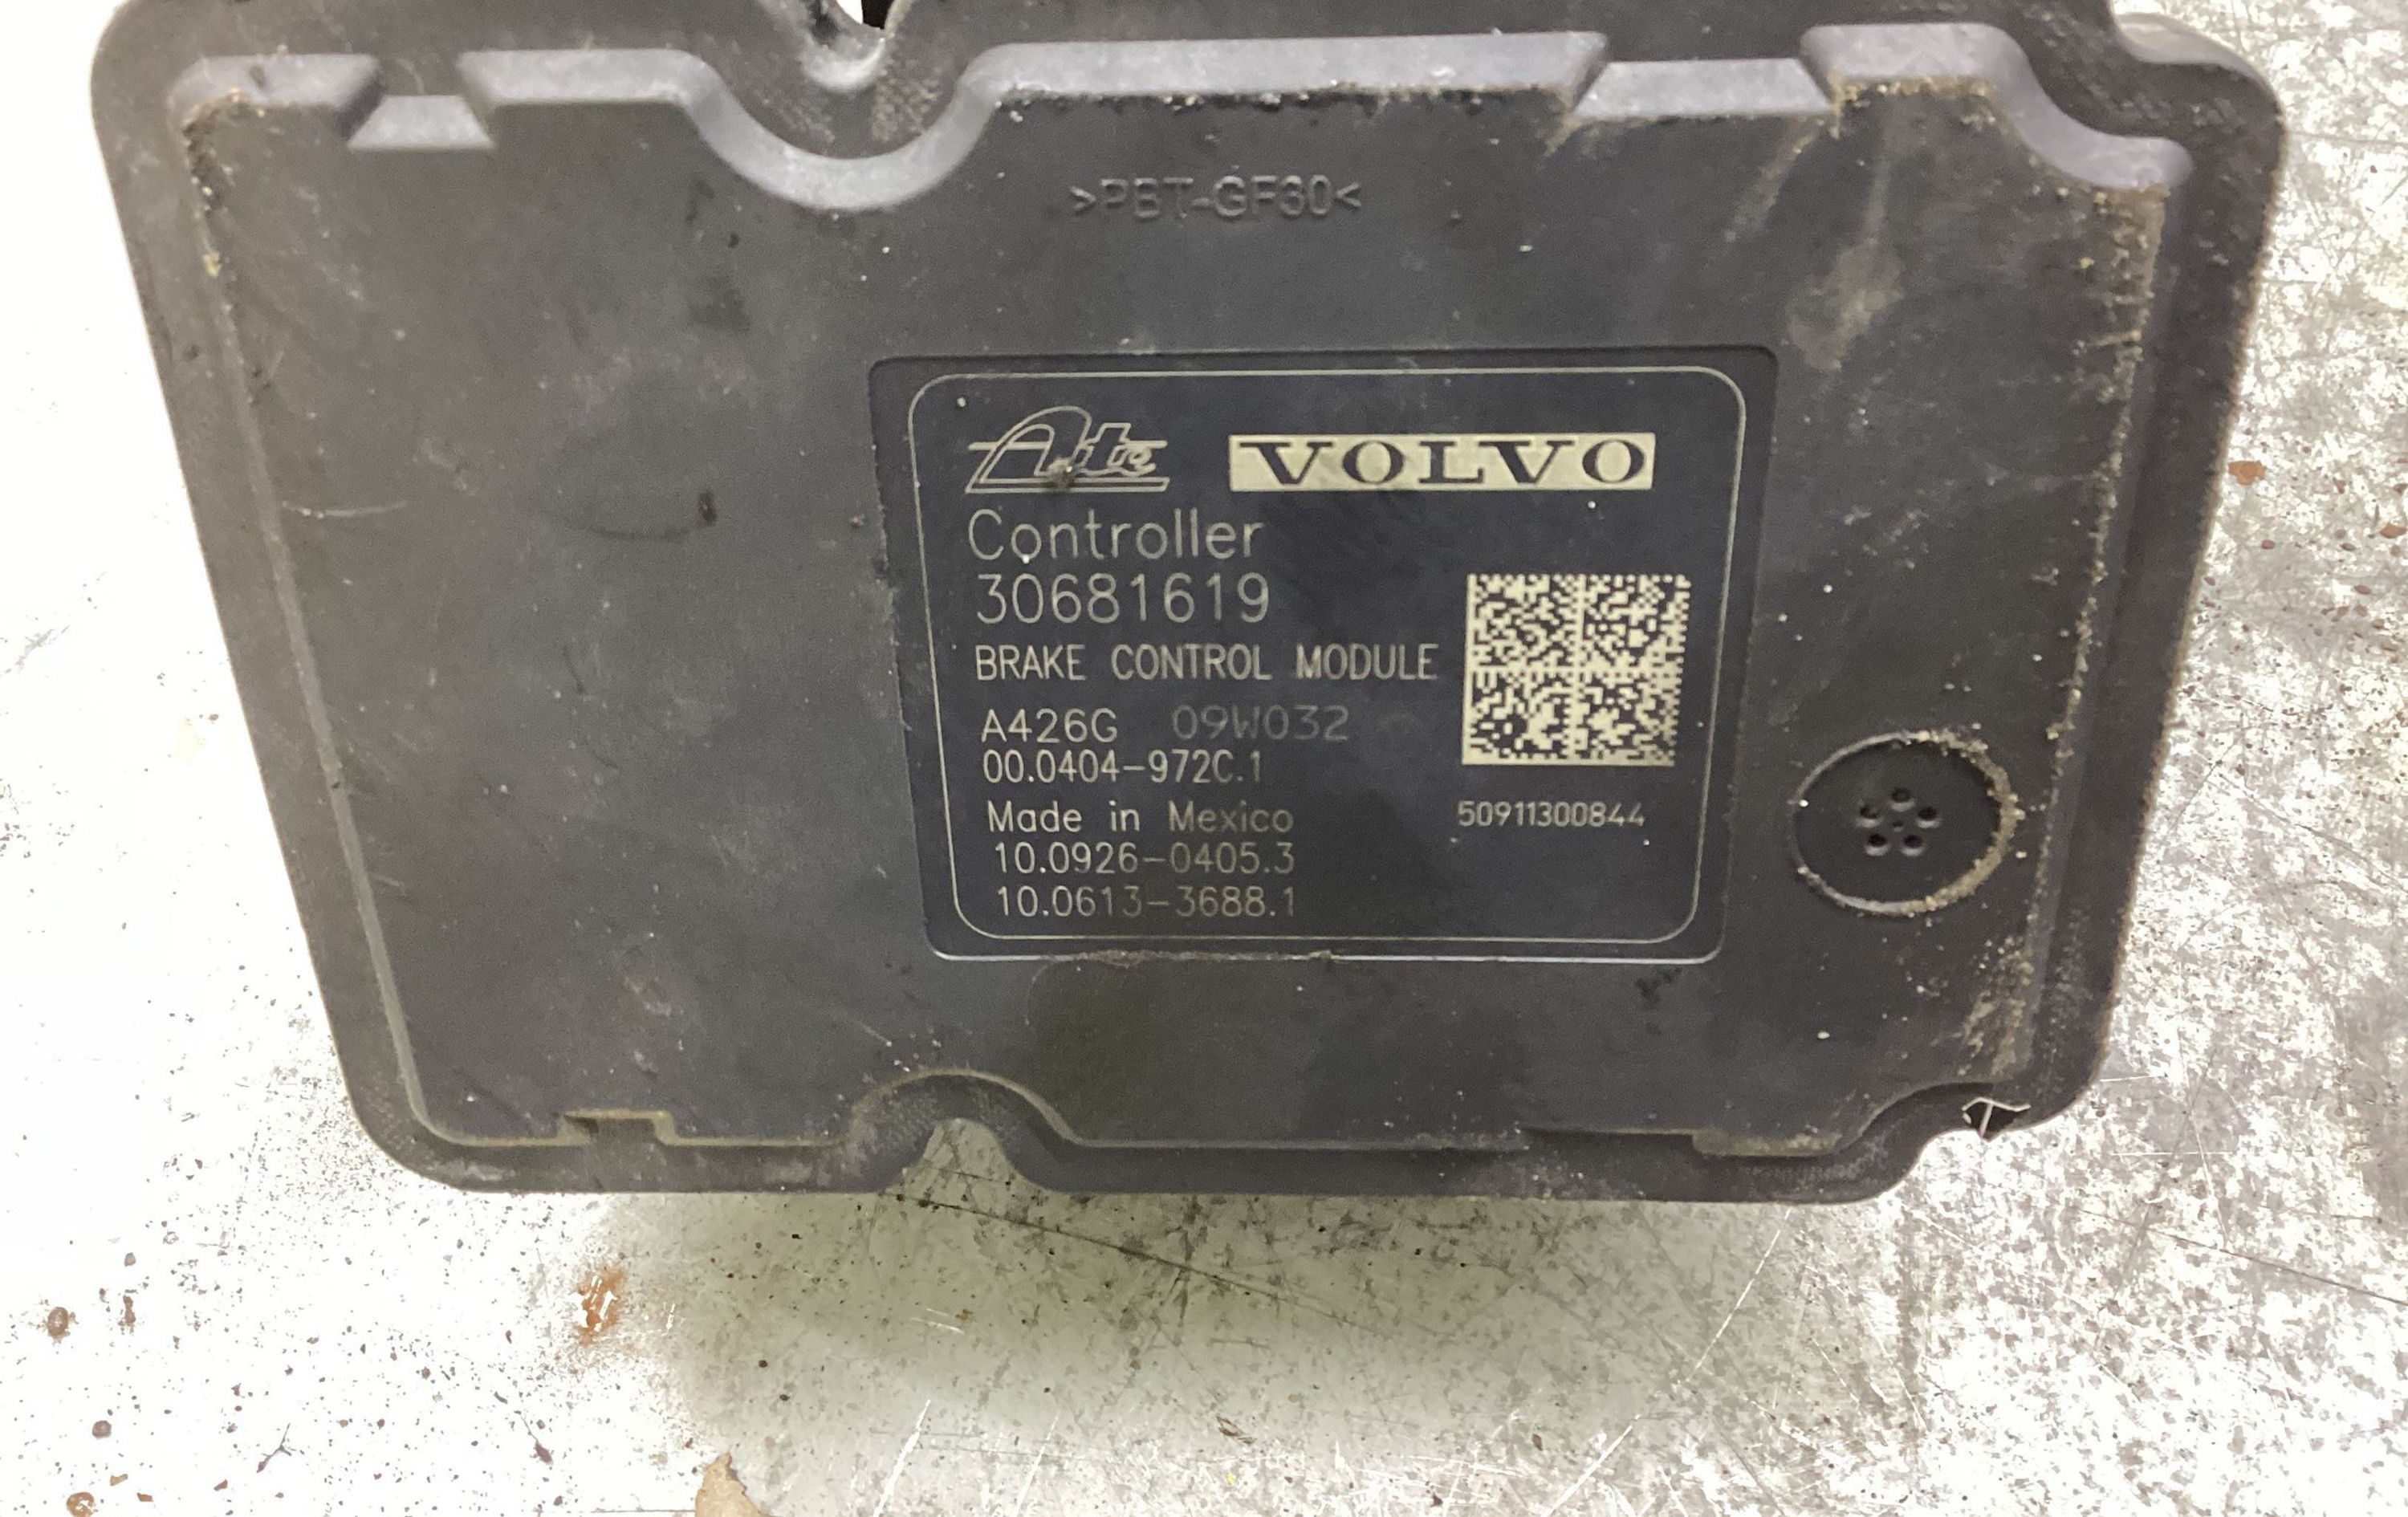 >PBT-GF30<
Ate VOLVO
Controller
30681619
BRAKE CONTROL MODULE
A426G 09W032
00.0404-972C.1
Made in Mexico 50911300844
10.0926-0405.3
10.0613-3688.1